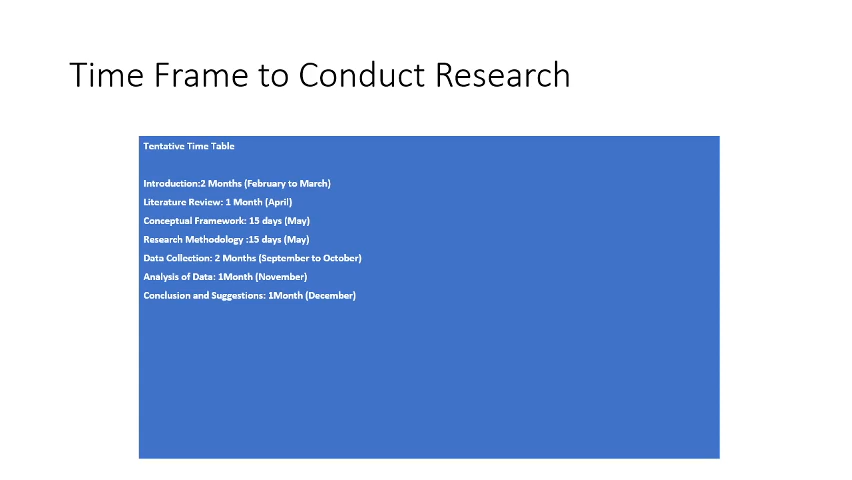 Time Frame to Conduct Research
Tentative Time Table
Introduction:2 Months (February to March)
Literature Review: 1 Month (April)
Conceptual Framework: 15 days (May)
Research Methodology :15 days (May)
Data Collection: 2 Months (September to October)
Analysis of Data: 1Month (November)
Conclusion and Suggestions: 1Month (December)